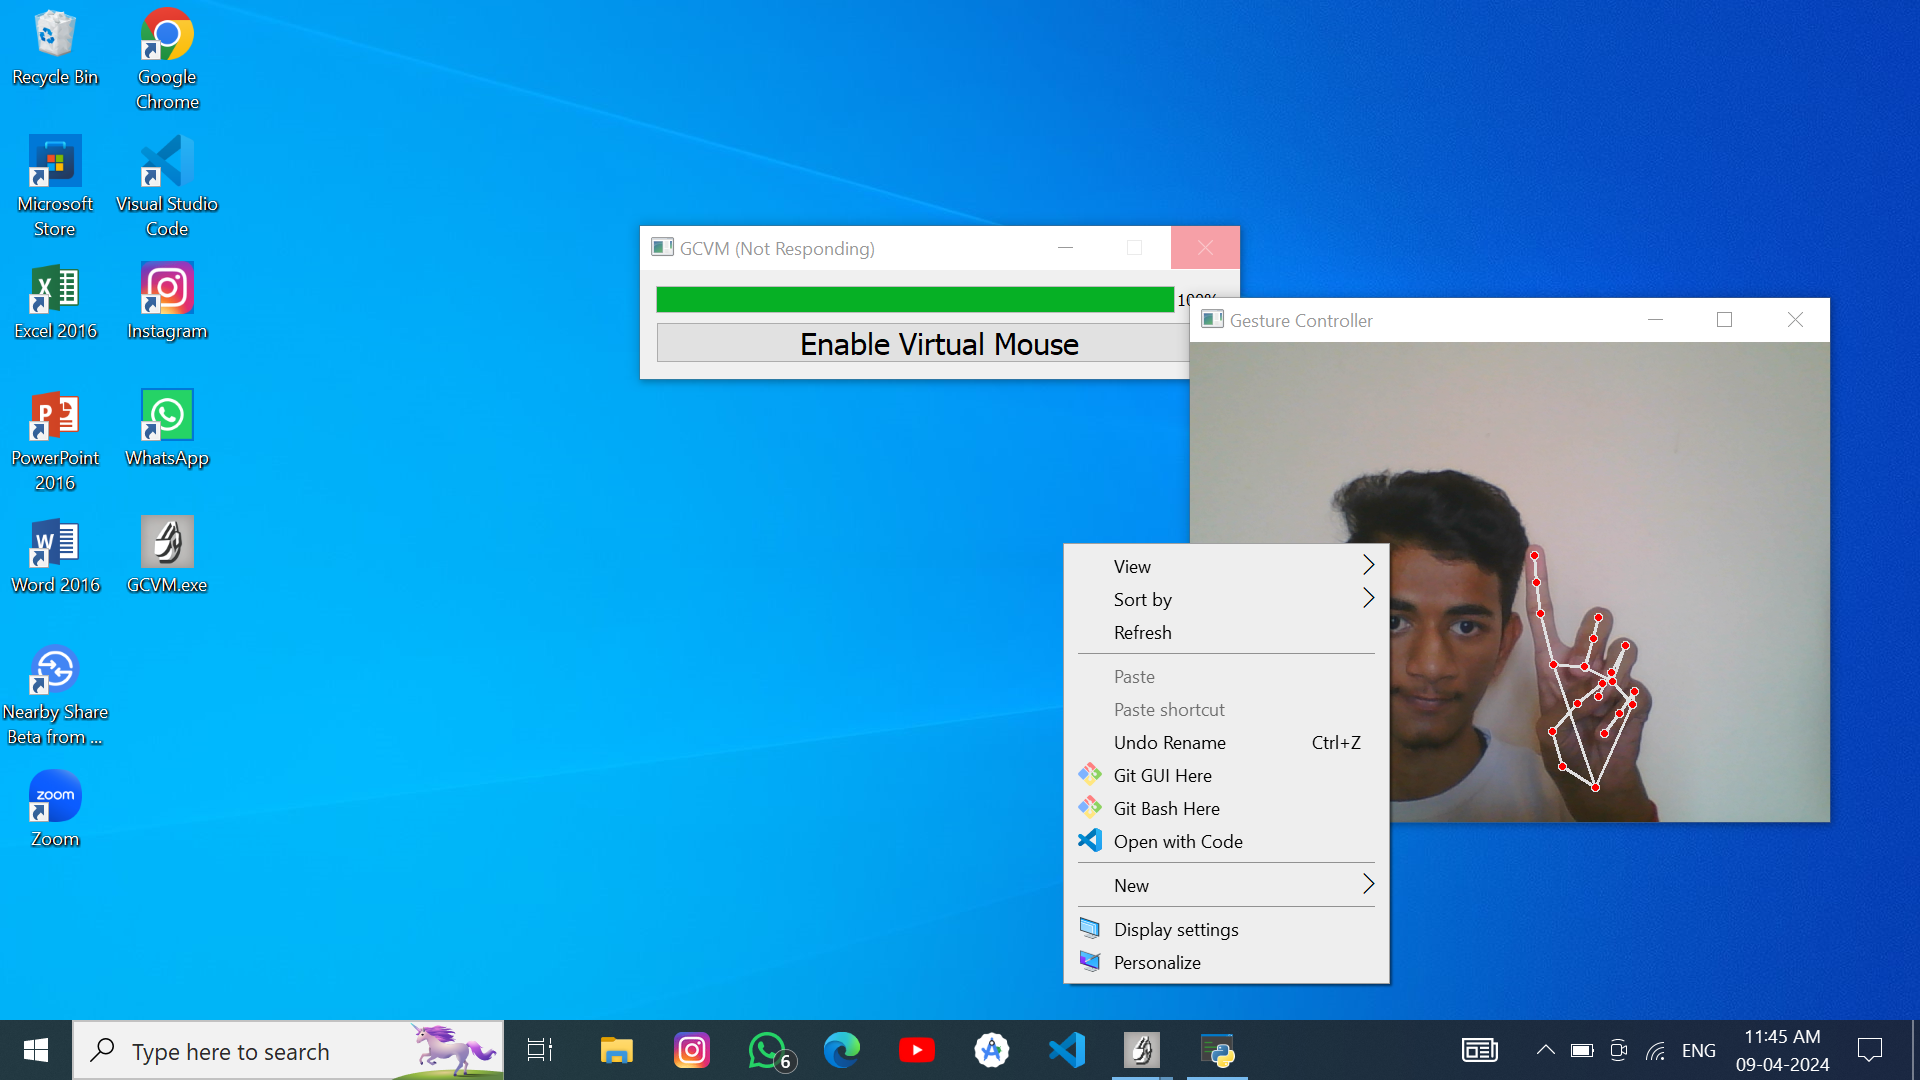 Recycle Bin
Google
Chrome
Microsoft
Store
Visual Studio
Code
Excel 2016
Instagram
PowerPoint
2016
WhatsApp
Word 2016
GCVM.exe
Nearby Share
Beta from ...
zoom
Zoom
GCVM (Not Responding)
100%
Enable Virtual Mouse
Gesture Controller
View
Sort by
Refresh
Paste
Paste shortcut
Undo Rename Ctrl+Z
Git GUI Here
Git Bash Here
Open with Code
New
Display settings
Personalize
Type here to search
6
ENG
11:45 AM
09-04-2024